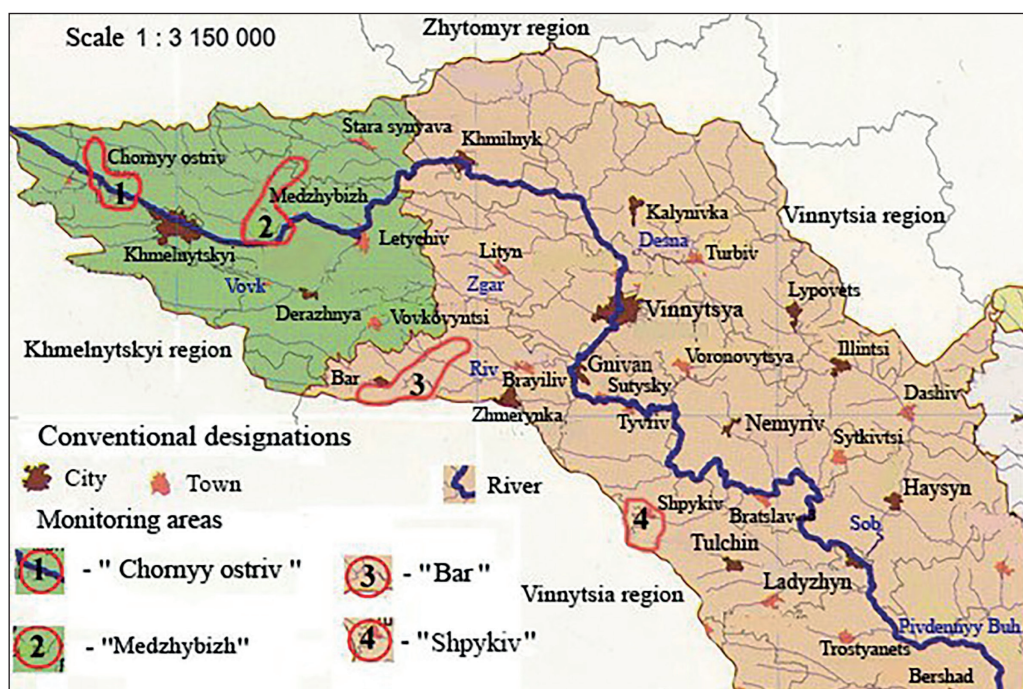 Scale 1 : 3 150 000
Zhytomyr region
Stara synyava
Khmilnyk
Chornyy ostriv
1
Medzhybizh
2
Kalynivka
Vinnytsia region
Khmelnytskyi
Letychiv
Lityn
Desna
Turbiv
Vovk
Zgar
Derazhnya
Vovkovyntsi
Vinnytsya
Lypovets
Khmelnytskyi region
Bar
3
Riv
Brayiliv
Gnivan
Sutysky
Voronovytsya
Illintsi
Zhmerynka
Tyvriv
Nemyriv
Dashiv
Sytkivtsi
Conventional designations
City
Town
River
Shpykiv
4
Bratslav
Haysyn
Sob
Monitoring areas
Tulchin
Ladyzhyn
1 - " Chornyy ostriv "
3 - "Bar"
Vinnytsia region
2 - "Medzhybizh"
4 - "Shpykiv"
Pivdennyy Buh
Trostyanets
Bershad